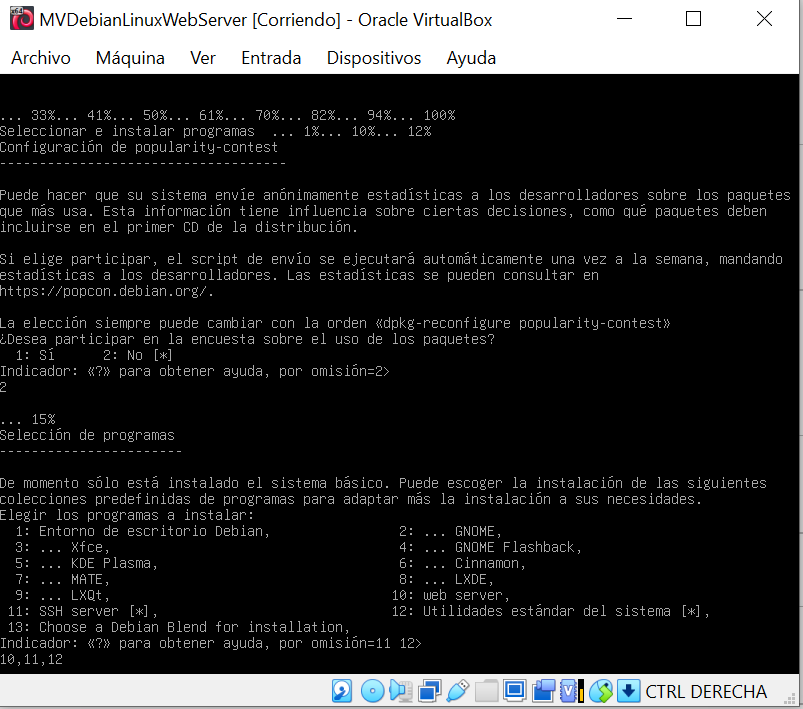 MVDebianLinuxWebServer [Corriendo] - Oracle VirtualBox
Archivo Máquina Ver Entrada Dispositivos Ayuda
... 33%... 41%... 50%... 61%... 70%... 82%... 94%... 100%
Seleccionar e instalar programas  ... 1%... 10%... 12%
Configuración de popularity-contest
------------------------------------
Puede hacer que su sistema envíe anónimamente estadísticas a los desarrolladores sobre los paquetes
que más usa. Esta información tiene influencia sobre ciertas decisiones, como qué paquetes deben
incluirse en el primer CD de la distribución.
Si elige participar, el script de envío se ejecutará automáticamente una vez a la semana, mandando
estadísticas a los desarrolladores. Las estadísticas se pueden consultar en
https://popcon.debian.org/.
La elección siempre puede cambiar con la orden «dpkg-reconfigure popularity-contest»
¿Desea participar en la encuesta sobre el uso de los paquetes?
1: Sí      2: No [*]
Indicador: «?» para obtener ayuda, por omisión=2>
2
... 15%
Selección de programas
-----------------------
De momento sólo está instalado el sistema básico. Puede escoger la instalación de las siguientes
colecciones predefinidas de programas para adaptar más la instalación a sus necesidades.
Elegir los programas a instalar:
1: Entorno de escritorio Debian,   2: ... GNOME,
3: ... Xfce,   4: ... GNOME Flashback,
5: ... KDE Plasma,   6: ... Cinnamon,
7: ... MATE,   8: ... LXDE,
9: ... LXQt,   10: web server,
11: SSH server [*],   12: Utilidades estándar del sistema [*],
13: Choose a Debian Blend for installation,
Indicador: «?» para obtener ayuda, por omisión=11 12>
10,11,12
CTRL DERECHA